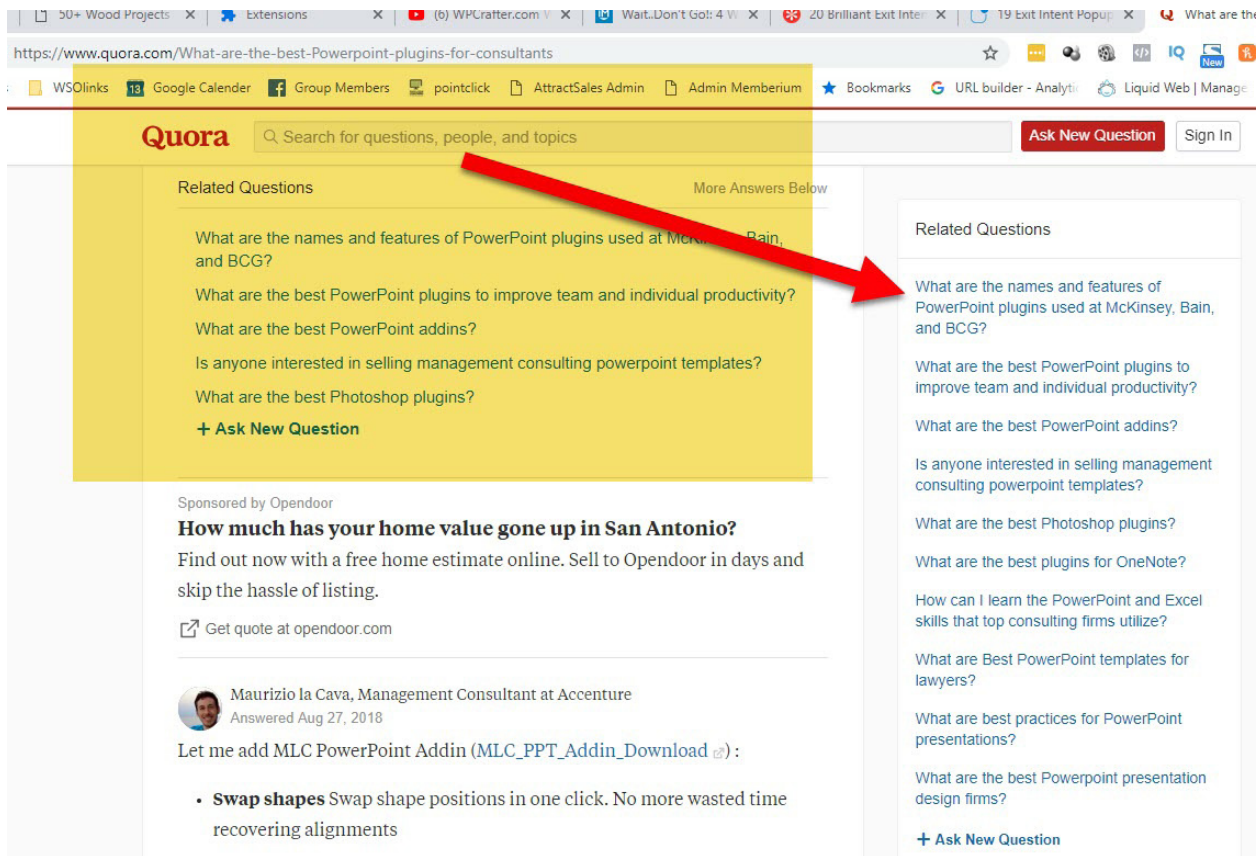 50+ Wood Projects
Extensions
(6) WPCrafter.com
Wait..Don't Go!: 4
20 Brilliant Exit Inten
19 Exit Intent Popup
What are the
https://www.quora.com/What-are-the-best-Powerpoint-plugins-for-consultants
IQ
New
WSOlinks
13
Google Calender
Group Members
pointclick
AttractSales Admin
Admin Memberium
Bookmarks
URL builder - Analyti
Liquid Web | Manage
Quora
Search for questions, people, and topics
Ask New Question
Sign In
Related Questions
More Answers Below
What are the names and features of PowerPoint plugins used at McKinsey, Bain,
and BCG?
What are the best PowerPoint plugins to improve team and individual productivity?
What are the best PowerPoint addins?
Is anyone interested in selling management consulting powerpoint templates?
What are the best Photoshop plugins?
+ Ask New Question
Sponsored by Opendoor
How much has your home value gone up in San Antonio?
Find out now with a free home estimate online. Sell to Opendoor in days and
skip the hassle of listing.
Get quote at opendoor.com
Maurizio la Cava, Management Consultant at Accenture
Answered Aug 27, 2018
Let me add MLC PowerPoint Addin (MLC_PPT_Addin_Download) :
• Swap shapes Swap shape positions in one click. No more wasted time
recovering alignments
Related Questions
What are the names and features of
PowerPoint plugins used at McKinsey, Bain,
and BCG?
What are the best PowerPoint plugins to
improve team and individual productivity?
What are the best PowerPoint addins?
Is anyone interested in selling management
consulting powerpoint templates?
What are the best Photoshop plugins?
What are the best plugins for OneNote?
How can I learn the PowerPoint and Excel
skills that top consulting firms utilize?
What are Best PowerPoint templates for
lawyers?
What are best practices for PowerPoint
presentations?
What are the best Powerpoint presentation
design firms?
+ Ask New Question